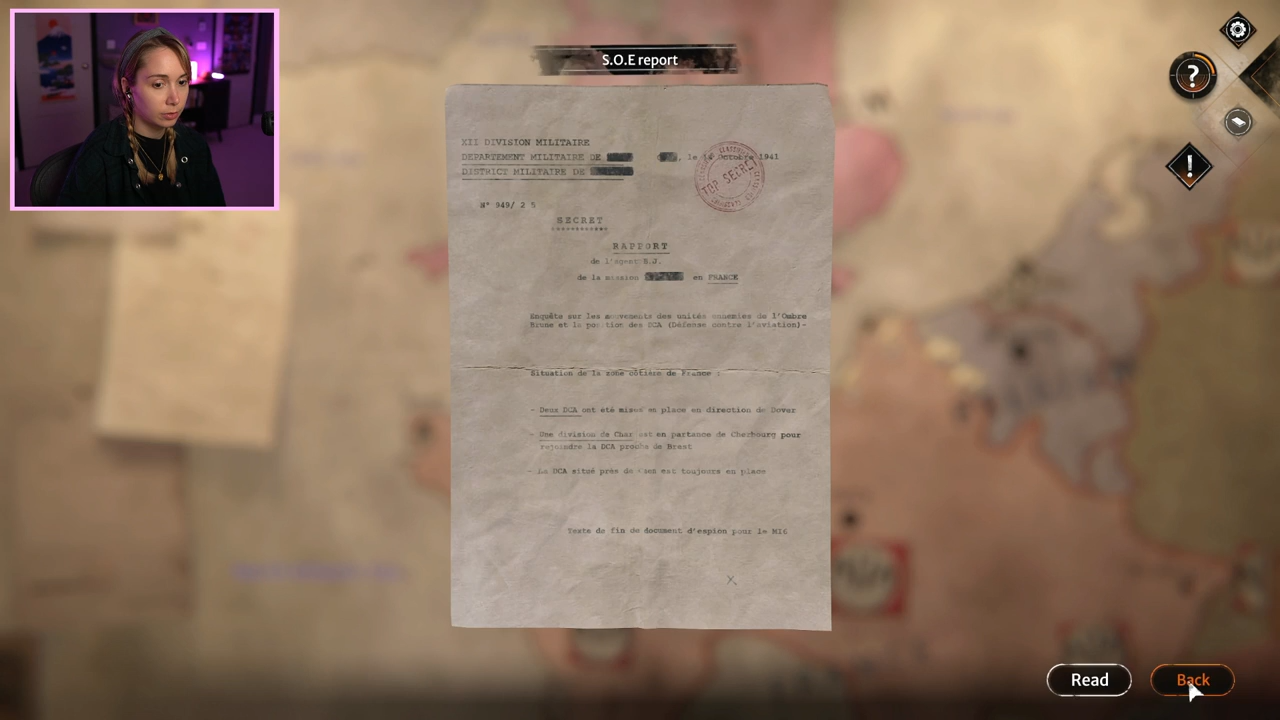 S.O.E report
XII DIVISION MILITAIRE
DEPARTEMENT MILITAIRE DE , le 14 Octobre 1941
DISTRICT MILITAIRE DE
TOP SECRET
N° 949/ 2 5
SECRET
RAPPORT
de l'agent S.J.
de la mission en FRANCE
Enquête sur les mouvements des unités ennemies de l'Ombre
Brune et la position des DCA (Défense contre l'aviation)-
Situation de la zone côtière de France :
- Deux DCA ont été mises en place en direction de Dover
- Une division de Char est en partance de Cherbourg pour
rejoindre la DCA proche de Brest
- La DCA situé près de est toujours en place
Texte de fin de document d'espion pour le MI6
X
Read
Back